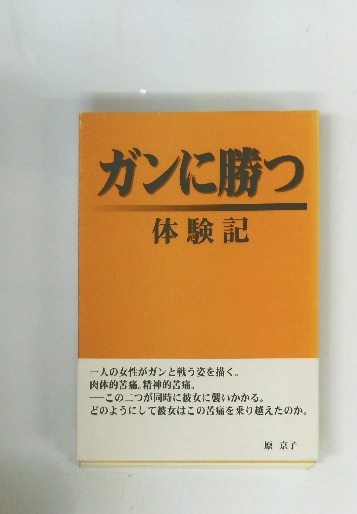 ガンに勝つ
体験記
一人の女性がガンと戦う姿を描く。
肉体的苦痛。精神的苦痛。
──この二つが同時に彼女に襲いかかる。
どのようにして彼女はこの苦痛を乗り越えたのか。
原 京子